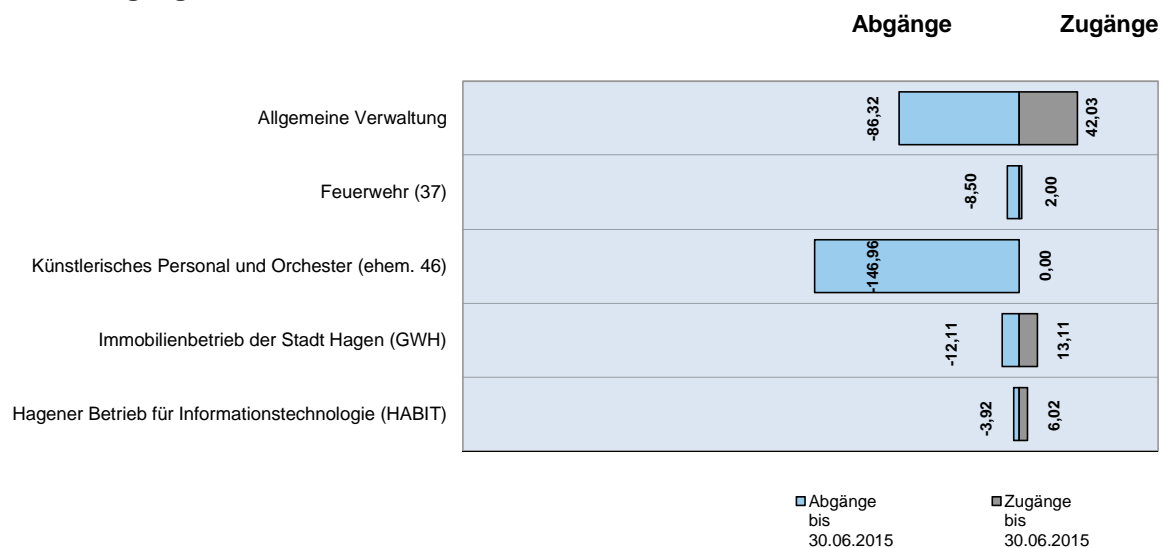 Abgänge Zugänge
Allgemeine Verwaltung -86,32 42,03
Feuerwehr (37) -8,50 2,00
Künstlerisches Personal und Orchester (ehem. 46) -146,96 0,00
Immobilienbetrieb der Stadt Hagen (GWH) -12,11 13,11
Hagener Betrieb für Informationstechnologie (HABIT) -3,92 6,02
Abgänge
bis
30.06.2015
Zugänge
bis
30.06.2015